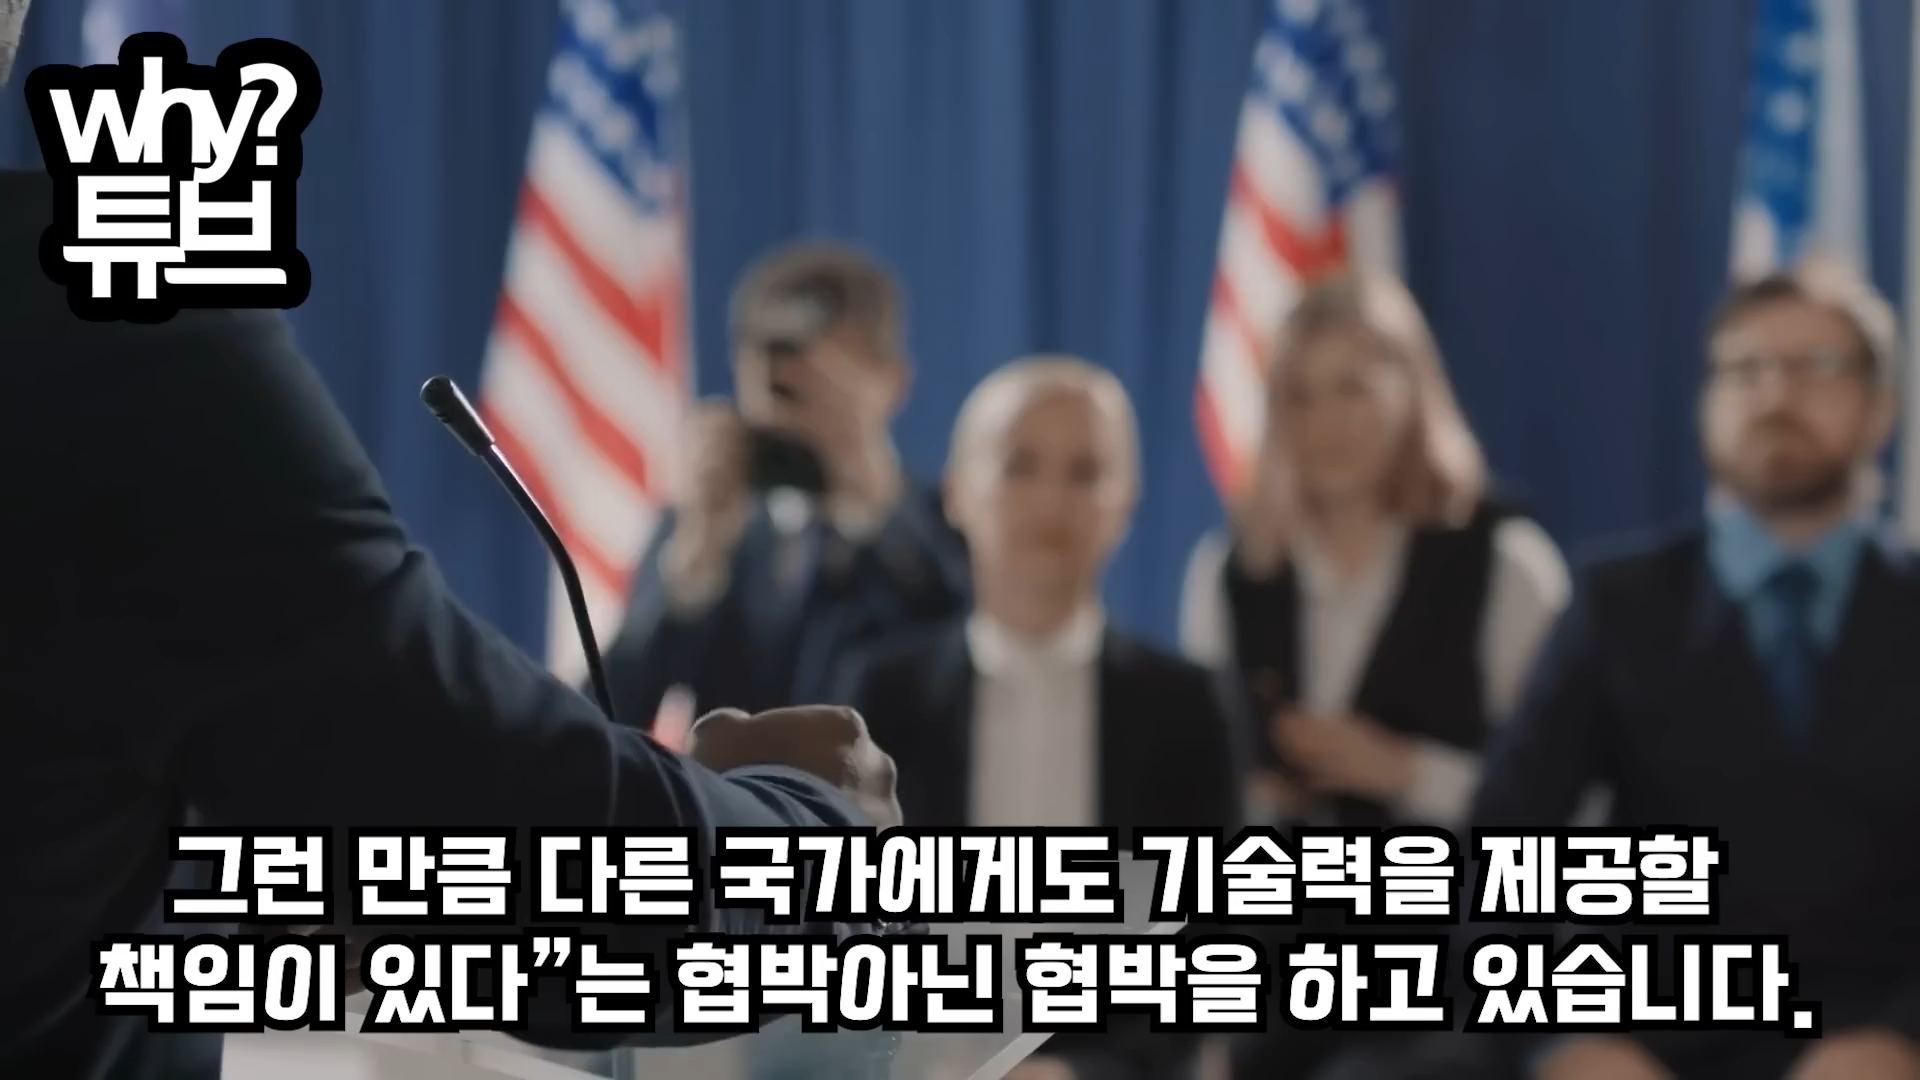 why?
튜브
그런 만큼 다른 국가에게도 기술력을 제공할
책임이 있다”는 협박아닌 협박을 하고 있습니다.